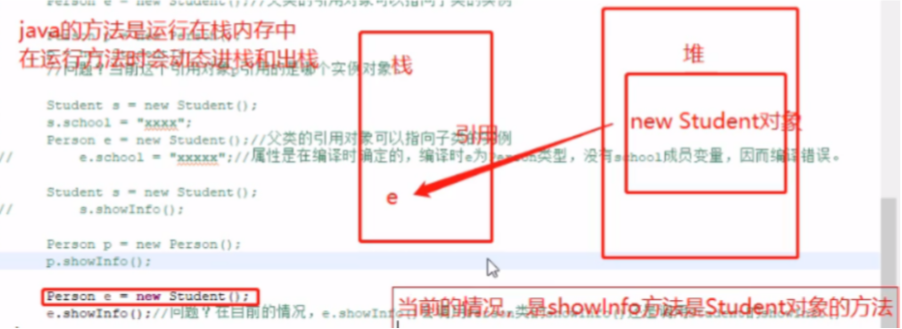 Person e = new Student();//父类的引用对象可以指向子类的实例
java的方法是运行在栈内存中
在运行方法时会动态进栈和出栈
//问题?当前这个引用对象p引用的是哪个实例对象
栈
堆
Student s = new Student();
s.school = "xxxx";
引用
new Student对象
Person e = new Student();//父类的引用对象可以指向子类的实例
// e.school = "xxxxx";//属性是在编译时确定的，编译时e为Person类型，没有school成员变量，因而编译错误。
e
Student s = new Student();
// s.showInfo();
Person p = new Person();
p.showInfo();
Person e = new Student();
e.showInfo();//问题?在目前的情况，e.showInfo()
当前的情况，是showInfo方法是Student对象的方法